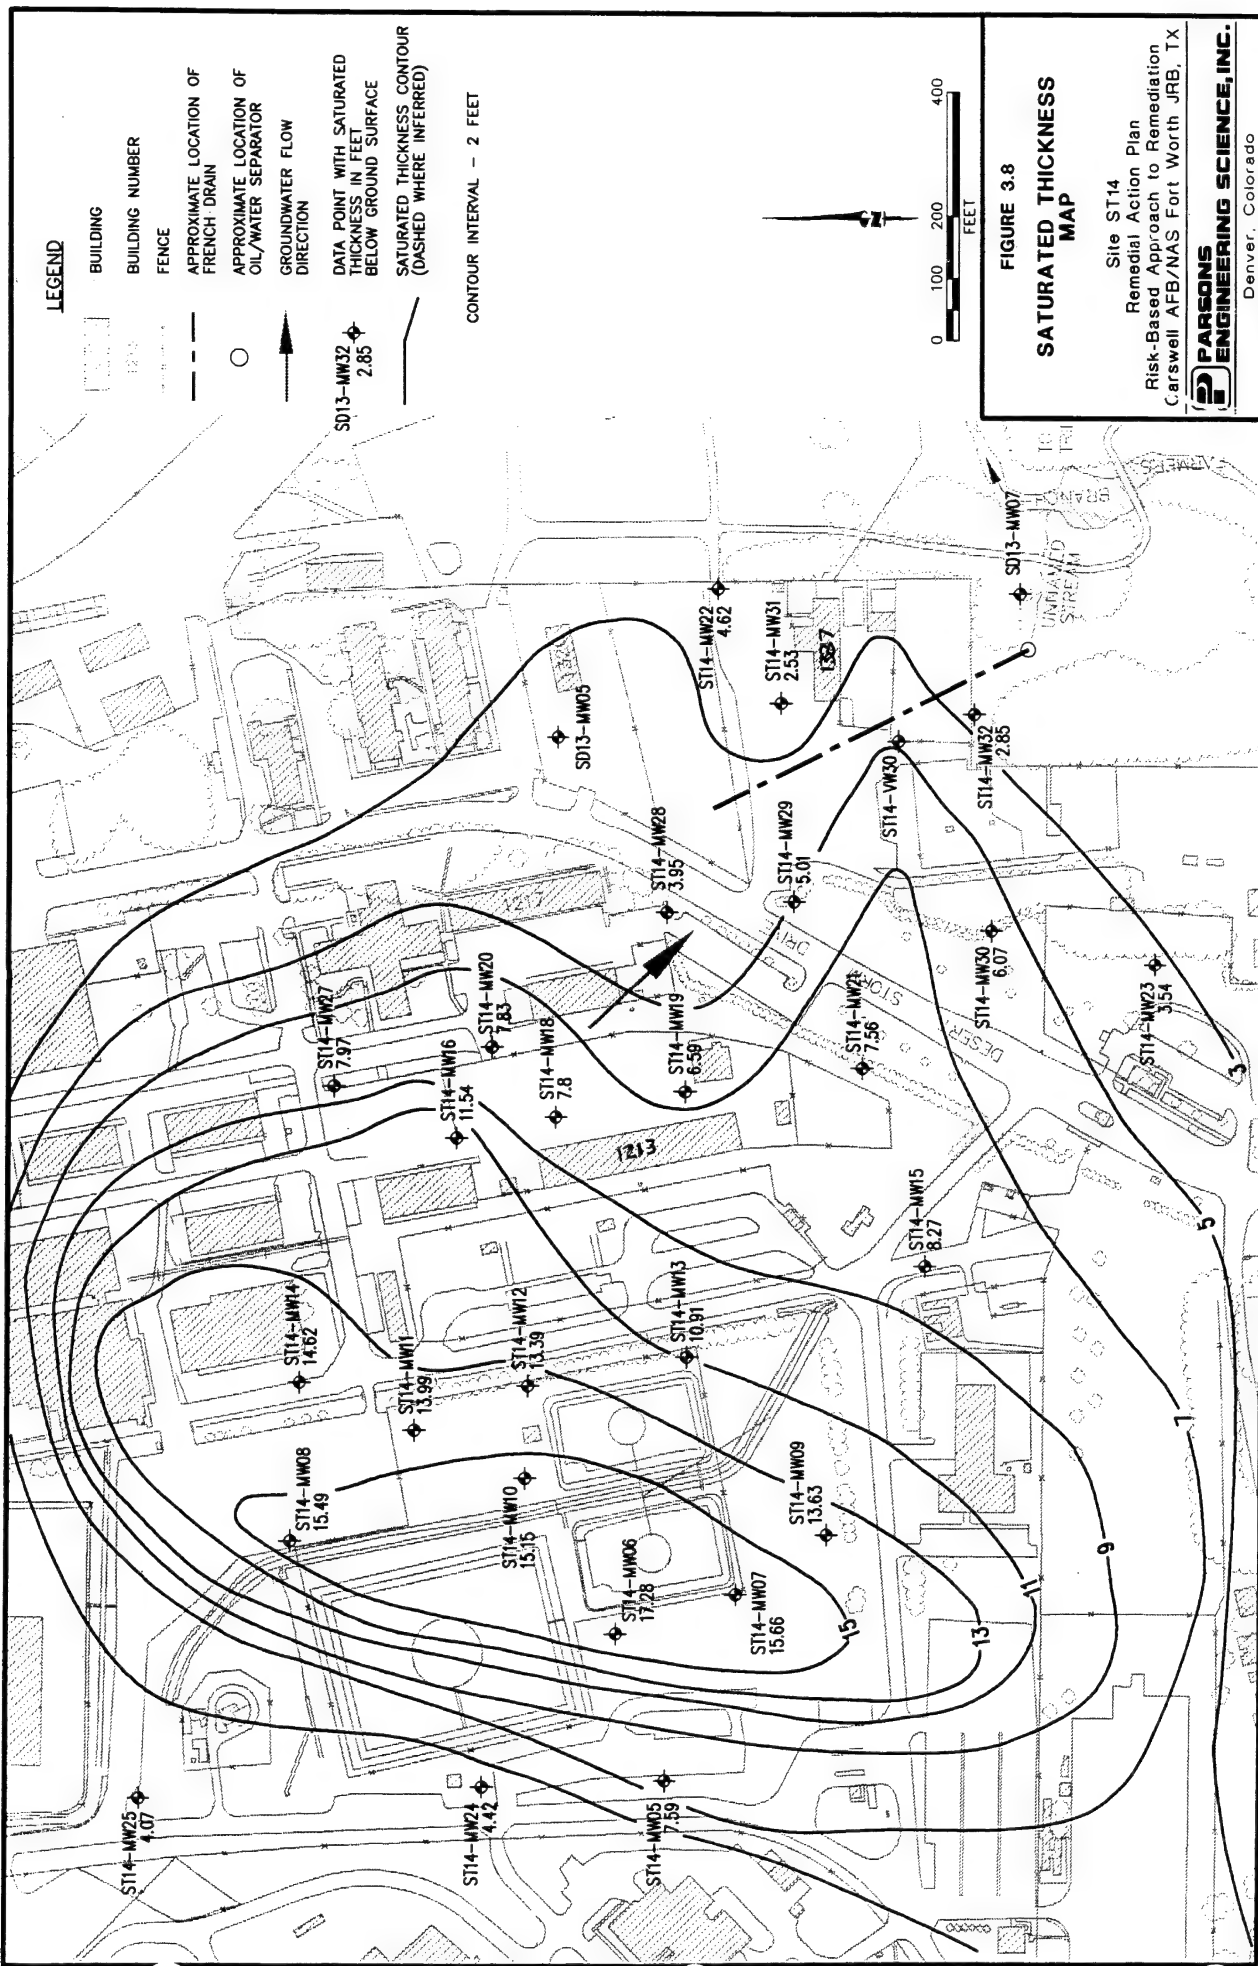 LEGEND
BUILDING
BUILDING NUMBER
FENCE
APPROXIMATE LOCATION OF
FRENCH DRAIN
APPROXIMATE LOCATION OF
OIL/WATER SEPARATOR
GROUNDWATER FLOW
DIRECTION
SD13-MW32
2.85
DATA POINT WITH SATURATED
THICKNESS IN FEET
BELOW GROUND SURFACE
SATURATED THICKNESS CONTOUR
(DASHED WHERE INFERRED)
CONTOUR INTERVAL - 2 FEET
N
0
100
200
400
FEET
FIGURE 3.8
SATURATED THICKNESS
MAP
Site ST14
Remedial Action Plan
Risk-Based Approach to Remediation
Carswell AFB/NAS Fort Worth JRB, TX
PARSONS
ENGINEERING SCIENCE, INC.
Denver, Colorado
ST14-MW25
4.07
ST14-MW24
4.42
ST14-MW05
7.59
ST14-MW08
15.49
ST14-MW10
15.15
ST14-MW06
17.28
ST14-MW07
15.66
ST14-MW09
13.63
ST14-MW14
14.62
ST14-MW11
13.99
ST14-MW12
13.39
ST14-MW13
10.91
ST14-MW15
8.27
ST14-MW27
7.97
ST14-MW16
11.54
ST14-MW20
7.83
ST14-MW18
7.8
ST14-MW19
6.59
ST14-MW21
7.56
ST14-MW28
3.95
ST14-MW29
5.01
ST14-MW30
6.07
ST14-MW23
3.54
SD13-MW05
ST14-MW22
4.62
ST14-MW31
2.53
ST14-VW30
ST14-MW32
2.85
SD13-MW07
1213
DESERT
STORM
DRIVE
UNNAMED
STREAM
FARMERS
BRANCH
15
13
11
9
7
5
3